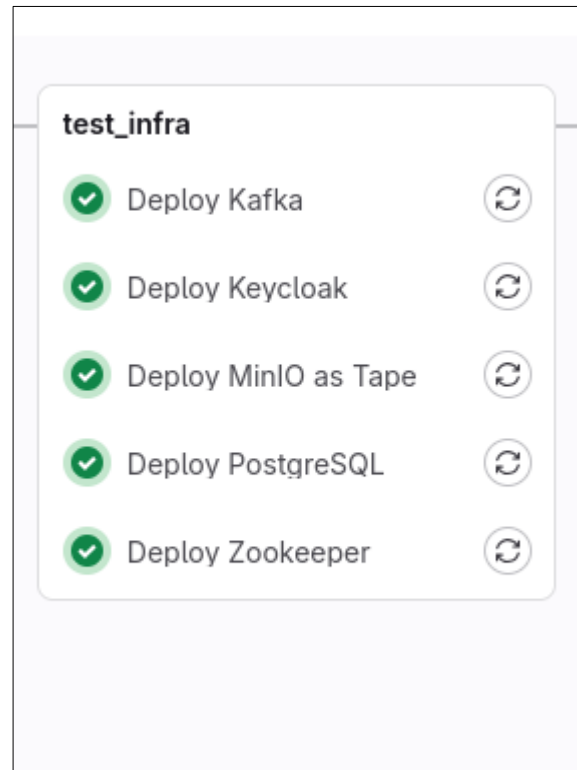 test_infra
Deploy Kafka
Deploy Keycloak
Deploy MinIO as Tape
Deploy PostgreSQL
Deploy Zookeeper